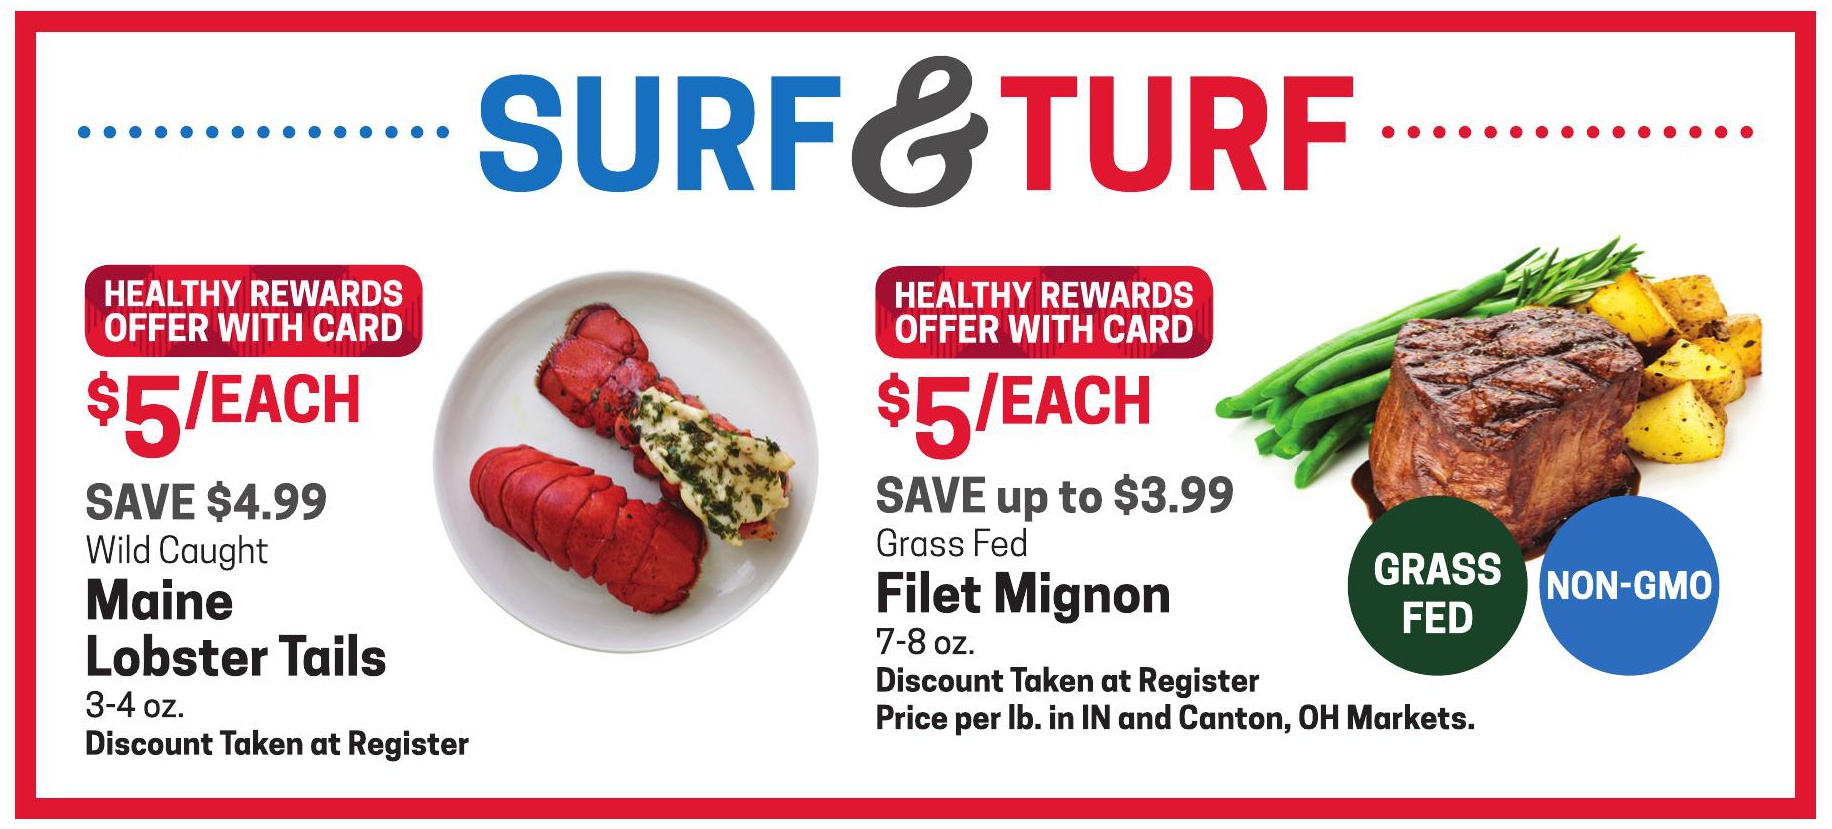 SURF & TURF
HEALTHY REWARDS
OFFER WITH CARD
$5/EACH
SAVE $4.99
Wild Caught
Maine
Lobster Tails
3-4 oz.
Discount Taken at Register
HEALTHY REWARDS
OFFER WITH CARD
$5/EACH
SAVE up to $3.99
Grass Fed
Filet Mignon
7-8 oz.
Discount Taken at Register
Price per lb. in IN and Canton, OH Markets.
GRASS
FED
NON-GMO